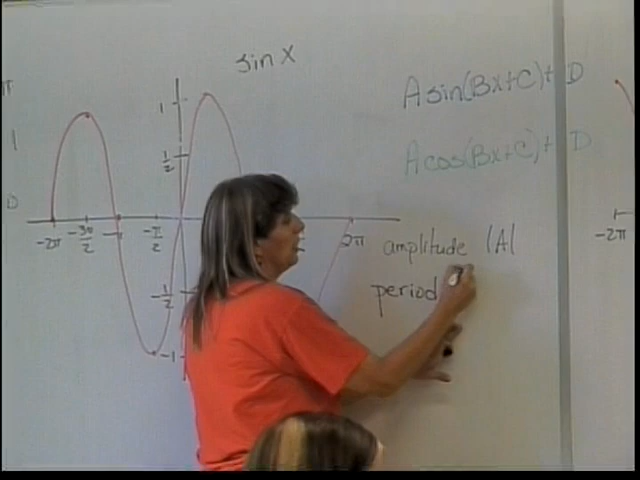 π
sin x
A sin(Bx+C)+ D
1
1
1/2
A cos(Bx+C)+ D
D
-2π
-3π/2
-π/2
2π
amplitude |A|
-2π
period
-1/2
-1